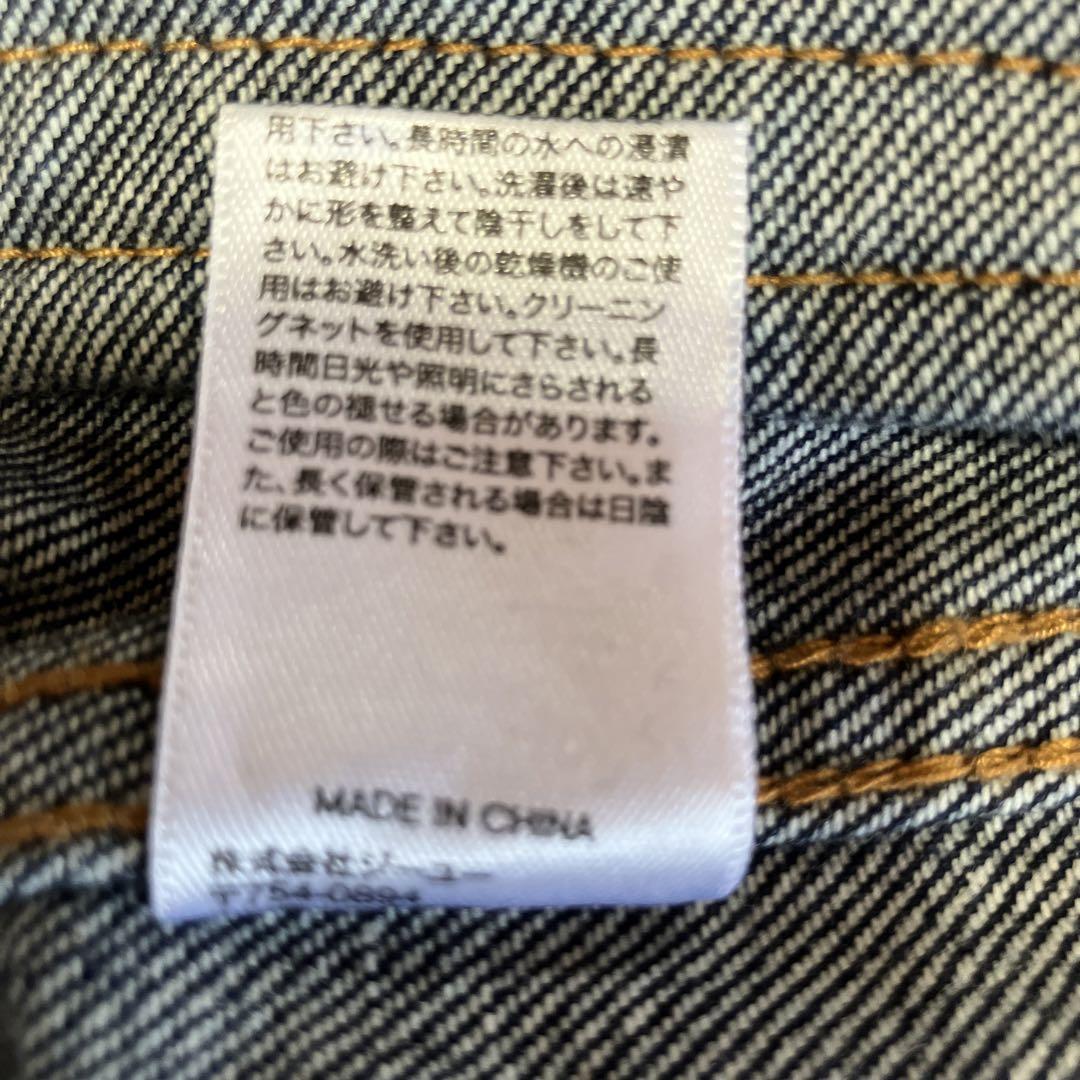 用下さい。長時間の水への浸漬
はお避け下さい。洗濯後は速や
かに形を整えて陰干しをして下
さい。水洗い後の乾燥機のご使
用はお避け下さい。クリーニン
グネットを使用して下さい。長
時間日光や照明にさらされる
と色の褪せる場合があります。
ご使用の際はご注意下さい。ま
た、長く保管される場合は日陰
に保管して下さい。
MADE IN CHINA
株式会社ジーユー
〒754-0894